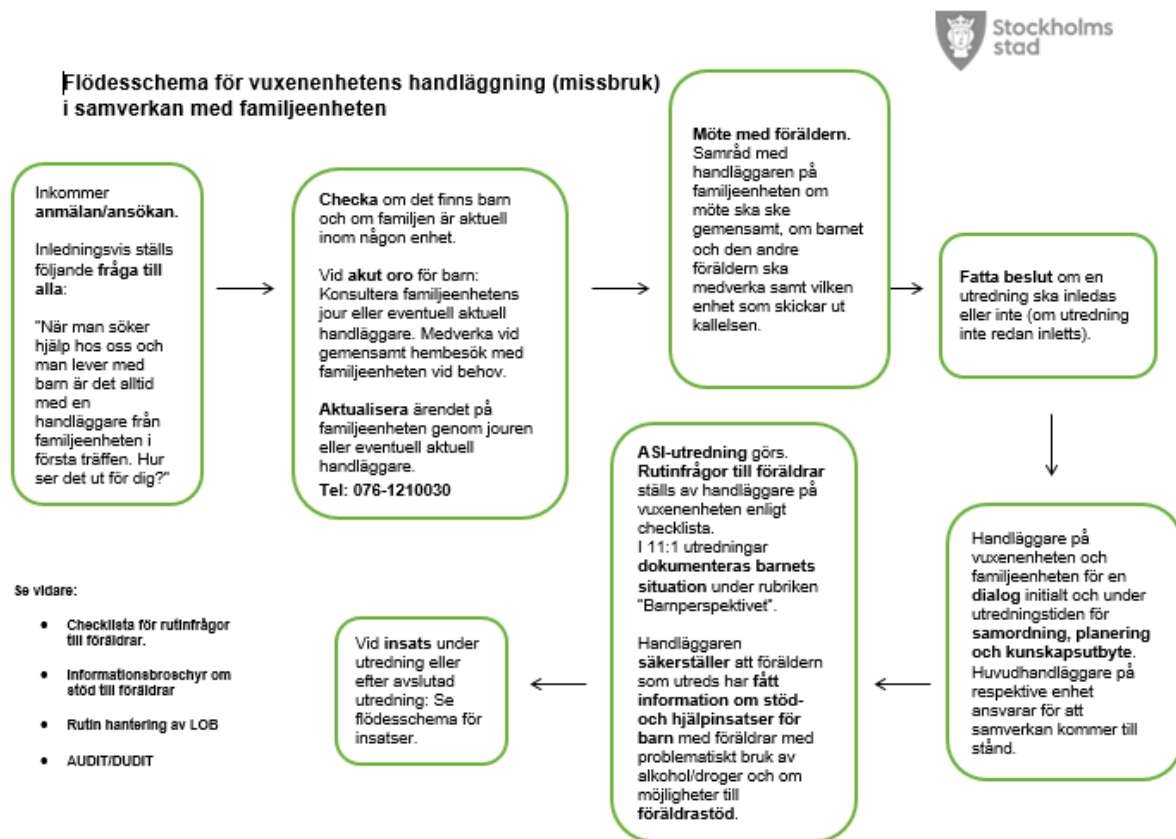 Stockholms
stad
Flödesschema för vuxenenhetens handläggning (missbruk)
i samverkan med familjeenheten
Inkommer
anmälan/ansökan.
Inledningsvis ställs
följande fråga till
alla:
"När man söker
hjälp hos oss och
man lever med
barn är det alltid
med en
handläggare från
familjeenheten i
första träffen. Hur
ser det ut för dig?"
Checka om det finns barn
och om familjen är aktuell
inom någon enhet.
Vid akut oro för barn:
Konsultera familjeenhetens
jour eller eventuell aktuell
handläggare. Medverka vid
gemensamt hembesök med
familjeenheten vid behov.
Aktualisera ärendet på
familjeenheten genom jouren
eller eventuell aktuell
handläggare.
Tel: 076-1210030
Möte med föräldern.
Samråd med
handläggaren på
familjeenheten om
möte ska ske
gemensamt, om barnet
och den andre
föräldern ska
medverka samt vilken
enhet som skickar ut
kallelsen.
Fatta beslut om en
utredning ska inledas
eller inte (om utredning
inte redan inletts).
Handläggare på
vuxenenheten och
familjeenheten för en
dialog initialt och under
utredningstiden för
samordning, planering
och kunskapsutbyte.
Huvudhandläggare på
respektive enhet
ansvarar för att
samverkan kommer till
stånd.
ASI-utredning görs.
Rutinfrågor till föräldrar
ställs av handläggare på
vuxenenheten enligt
checklista.
I 11:1 utredningar
dokumenteras barnets
situation under rubriken
"Barnperspektivet".
Handläggaren
säkerställer att föräldern
som utreds har fått
information om stöd-
och hjälpinsatser för
barn med föräldrar med
problematiskt bruk av
alkohol/droger och om
möjligheter till
föräldrastöd.
Vid insats under
utredning eller
efter avslutad
utredning: Se
flödesschema för
insatser.
Se vidare:
• Checklista för rutinfrågor
till föräldrar.
• Informationsbroschyr om
stöd till föräldrar
• Rutin hantering av LOB
• AUDIT/DUDIT